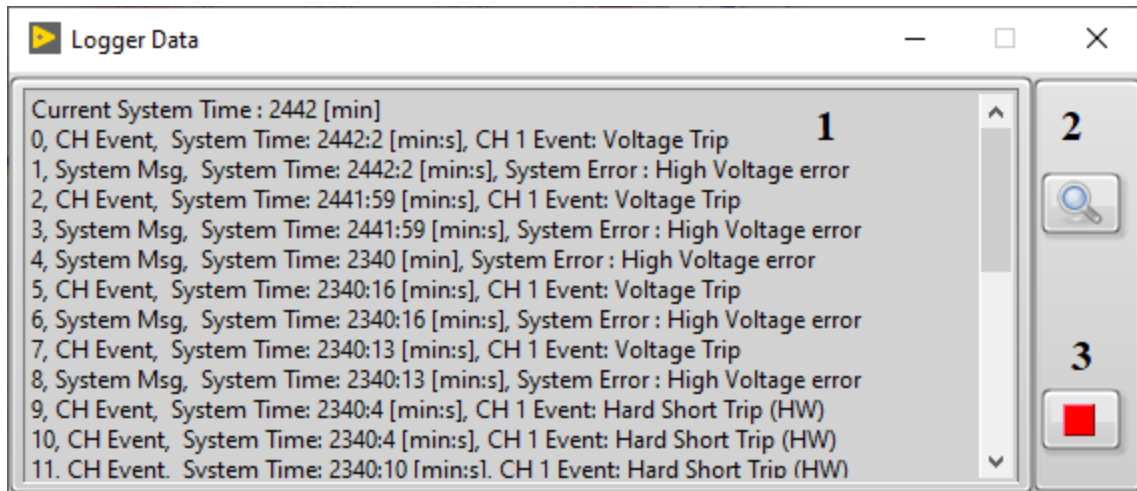 Logger Data
Current System Time : 2442 [min]
0, CH Event,  System Time: 2442:2 [min:s], CH 1 Event: Voltage Trip
1, System Msg,  System Time: 2442:2 [min:s], System Error : High Voltage error
2, CH Event,  System Time: 2441:59 [min:s], CH 1 Event: Voltage Trip
3, System Msg,  System Time: 2441:59 [min:s], System Error : High Voltage error
4, System Msg,  System Time: 2340 [min], System Error : High Voltage error
5, CH Event,  System Time: 2340:16 [min:s], CH 1 Event: Voltage Trip
6, System Msg,  System Time: 2340:16 [min:s], System Error : High Voltage error
7, CH Event,  System Time: 2340:13 [min:s], CH 1 Event: Voltage Trip
8, System Msg,  System Time: 2340:13 [min:s], System Error : High Voltage error
9, CH Event,  System Time: 2340:4 [min:s], CH 1 Event: Hard Short Trip (HW)
10, CH Event,  System Time: 2340:4 [min:s], CH 1 Event: Hard Short Trip (HW)
11, CH Event,  System Time: 2340:10 [min:s], CH 1 Event: Hard Short Trip (HW)
1
2
3